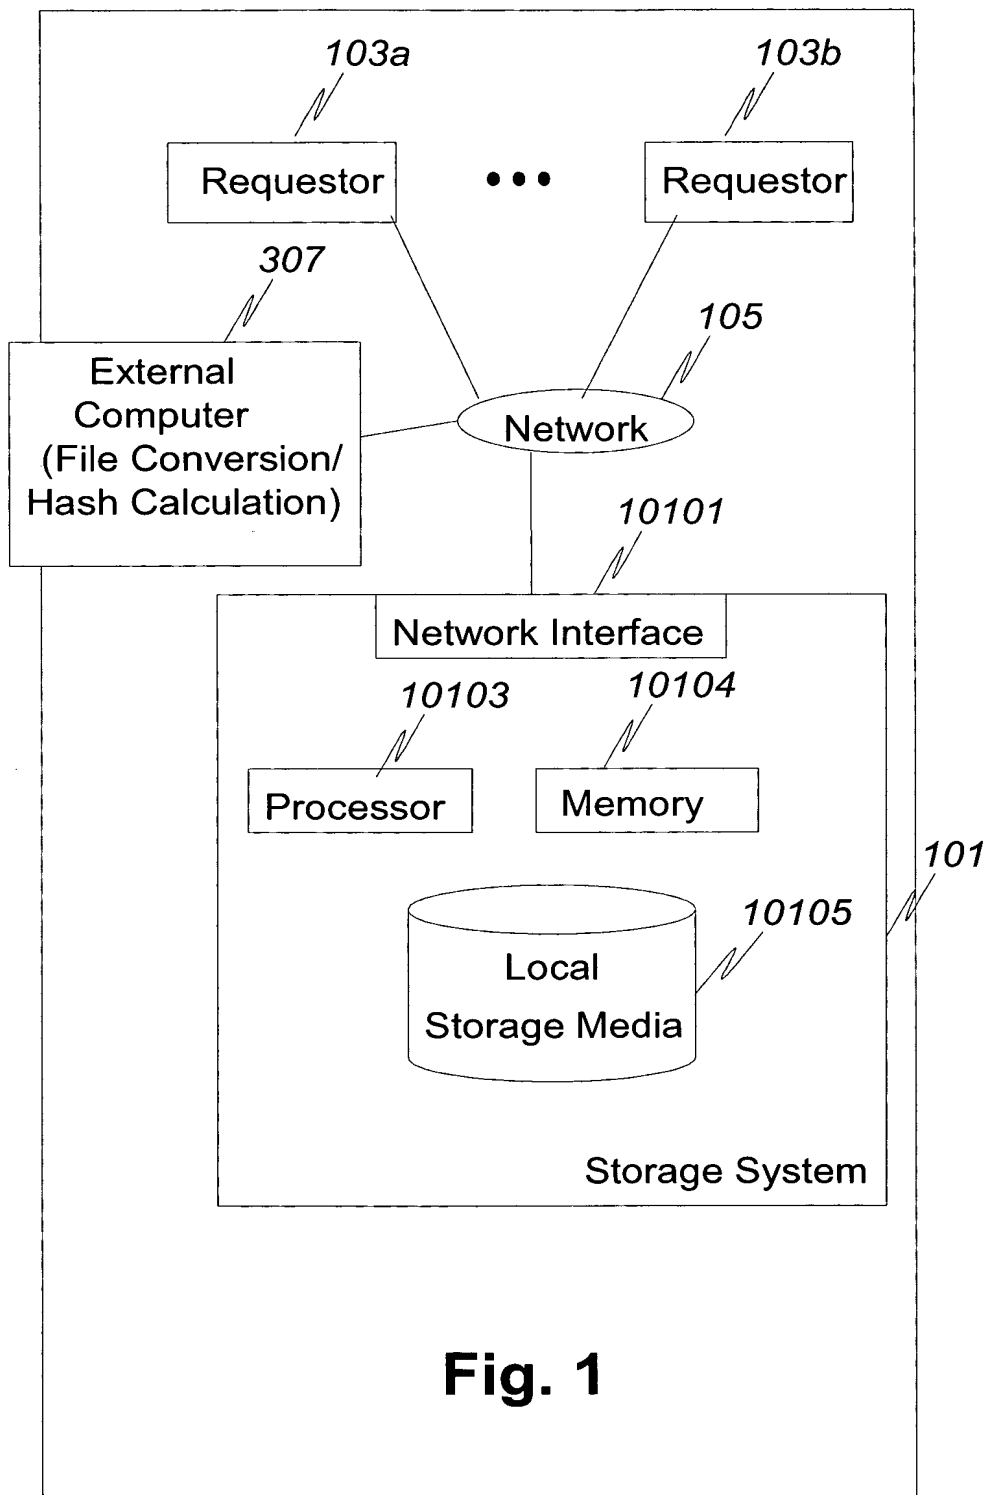 103a
103b
Requestor
Requestor
307
105
External
Computer
(File Conversion/
Hash Calculation)
Network
10101
Network Interface
10103
10104
Processor
Memory
101
10105
Local
Storage Media
Storage System
Fig. 1